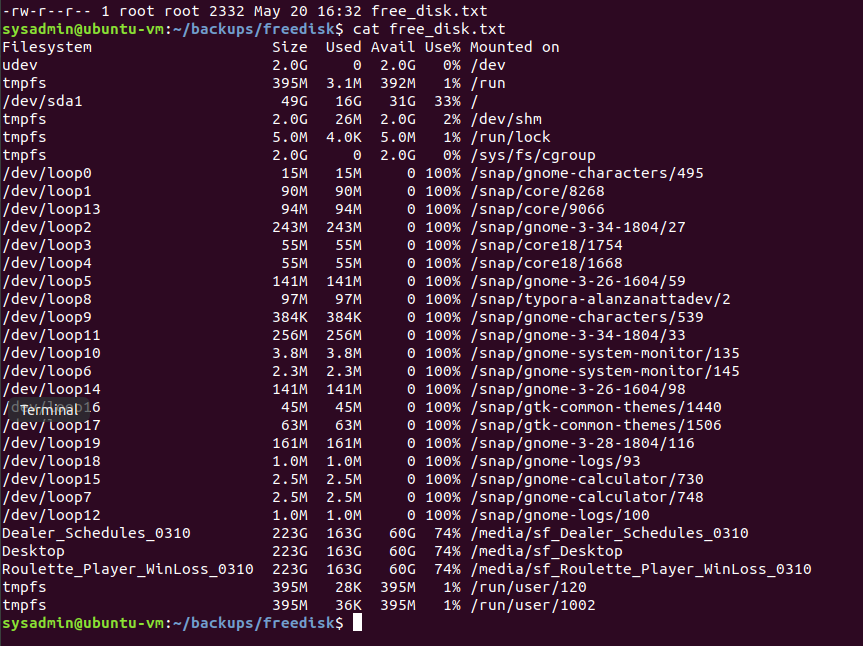 -rw-r--r-- 1 root root 2332 May 20 16:32 free_disk.txt
sysadmin@ubuntu-vm:~/backups/freedisk$ cat free_disk.txt
Filesystem                    Size  Used Avail Use% Mounted on
udev                          2.0G     0  2.0G   0% /dev
tmpfs                         395M  3.1M  392M   1% /run
/dev/sda1                      49G   16G   31G  33% /
tmpfs                         2.0G   26M  2.0G   2% /dev/shm
tmpfs                         5.0M  4.0K  5.0M   1% /run/lock
tmpfs                         2.0G     0  2.0G   0% /sys/fs/cgroup
/dev/loop0                     15M   15M     0 100% /snap/gnome-characters/495
/dev/loop1                     90M   90M     0 100% /snap/core/8268
/dev/loop13                    94M   94M     0 100% /snap/core/9066
/dev/loop2                    243M  243M     0 100% /snap/gnome-3-34-1804/27
/dev/loop3                     55M   55M     0 100% /snap/core18/1754
/dev/loop4                     55M   55M     0 100% /snap/core18/1668
/dev/loop5                    141M  141M     0 100% /snap/gnome-3-26-1604/59
/dev/loop8                     97M   97M     0 100% /snap/typora-alanzanattadev/2
/dev/loop9                    384K  384K     0 100% /snap/gnome-characters/539
/dev/loop11                   256M  256M     0 100% /snap/gnome-3-34-1804/33
/dev/loop10                   3.8M  3.8M     0 100% /snap/gnome-system-monitor/135
/dev/loop6                    2.3M  2.3M     0 100% /snap/gnome-system-monitor/145
/dev/loop14                   141M  141M     0 100% /snap/gnome-3-26-1604/98
/dev/loop16                    45M   45M     0 100% /snap/gtk-common-themes/1440
Terminal
/dev/loop17                    63M   63M     0 100% /snap/gtk-common-themes/1506
/dev/loop19                   161M  161M     0 100% /snap/gnome-3-28-1804/116
/dev/loop18                   1.0M  1.0M     0 100% /snap/gnome-logs/93
/dev/loop15                   2.5M  2.5M     0 100% /snap/gnome-calculator/730
/dev/loop7                    2.5M  2.5M     0 100% /snap/gnome-calculator/748
/dev/loop12                   1.0M  1.0M     0 100% /snap/gnome-logs/100
Dealer_Schedules_0310         223G  163G   60G  74% /media/sf_Dealer_Schedules_0310
Desktop                       223G  163G   60G  74% /media/sf_Desktop
Roulette_Player_WinLoss_0310  223G  163G   60G  74% /media/sf_Roulette_Player_WinLoss_0310
tmpfs                         395M   28K  395M   1% /run/user/120
tmpfs                         395M   36K  395M   1% /run/user/1002
sysadmin@ubuntu-vm:~/backups/freedisk$